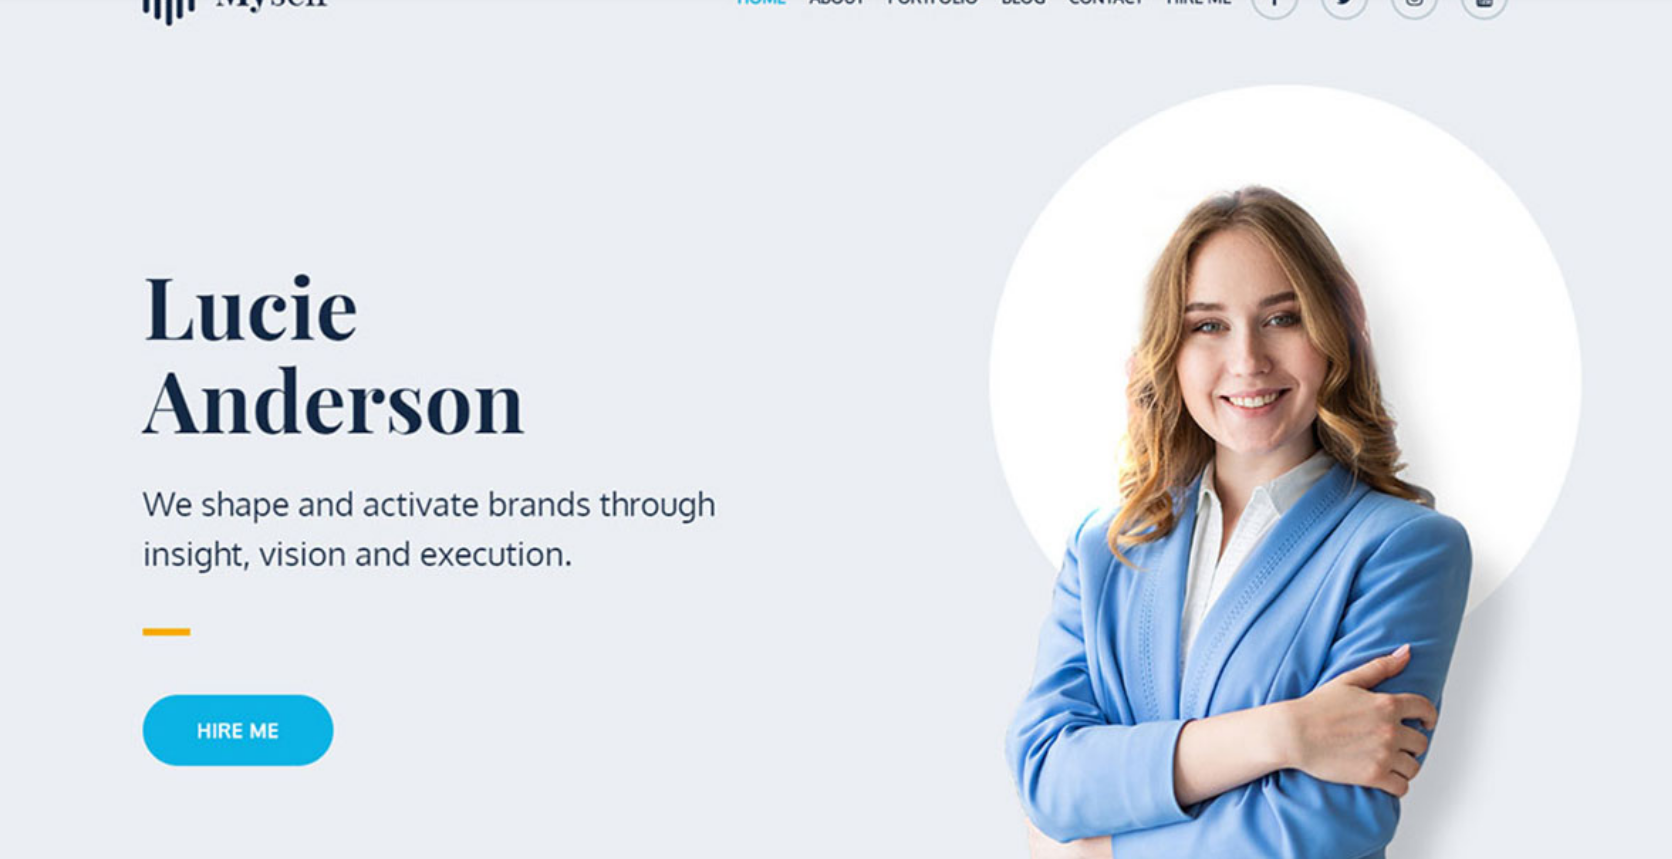 Myself
HOME ABOUT PORTFOLIO BLOG CONTACT HIRE ME
Lucie
Anderson
We shape and activate brands through
insight, vision and execution.
HIRE ME